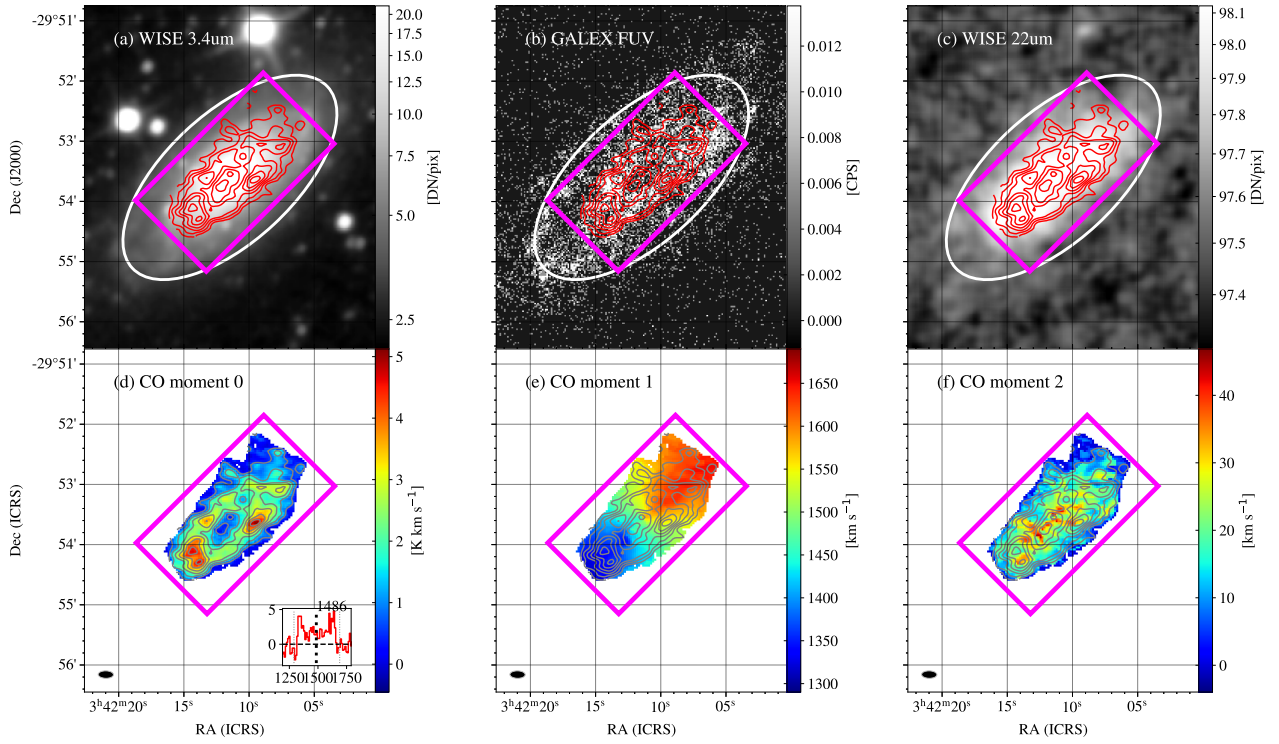 (a) WISE 3.4um
(b) GALEX FUV
(c) WISE 22um
-29°51'
52'
53'
54'
55'
56'
Dec (J2000)
20.0
17.5
15.0
12.5
10.0
7.5
5.0
2.5
[DN/pix]
0.012
0.010
0.008
0.006
0.004
0.002
0.000
[CPS]
98.1
98.0
97.9
97.8
97.7
97.6
97.5
97.4
[DN/pix]
(d) CO moment 0
(e) CO moment 1
(f) CO moment 2
-29°51'
52'
53'
54'
55'
56'
Dec (ICRS)
5
4
3
2
1
0
[K km s⁻¹]
1650
1600
1550
1500
1450
1400
1350
1300
[km s⁻¹]
40
30
20
10
0
[km s⁻¹]
1486
5
0
1250 1500 1750
3ʰ42ᵐ20ˢ 15ˢ 10ˢ 05ˢ
3ʰ42ᵐ20ˢ 15ˢ 10ˢ 05ˢ
3ʰ42ᵐ20ˢ 15ˢ 10ˢ 05ˢ
RA (ICRS)
RA (ICRS)
RA (ICRS)